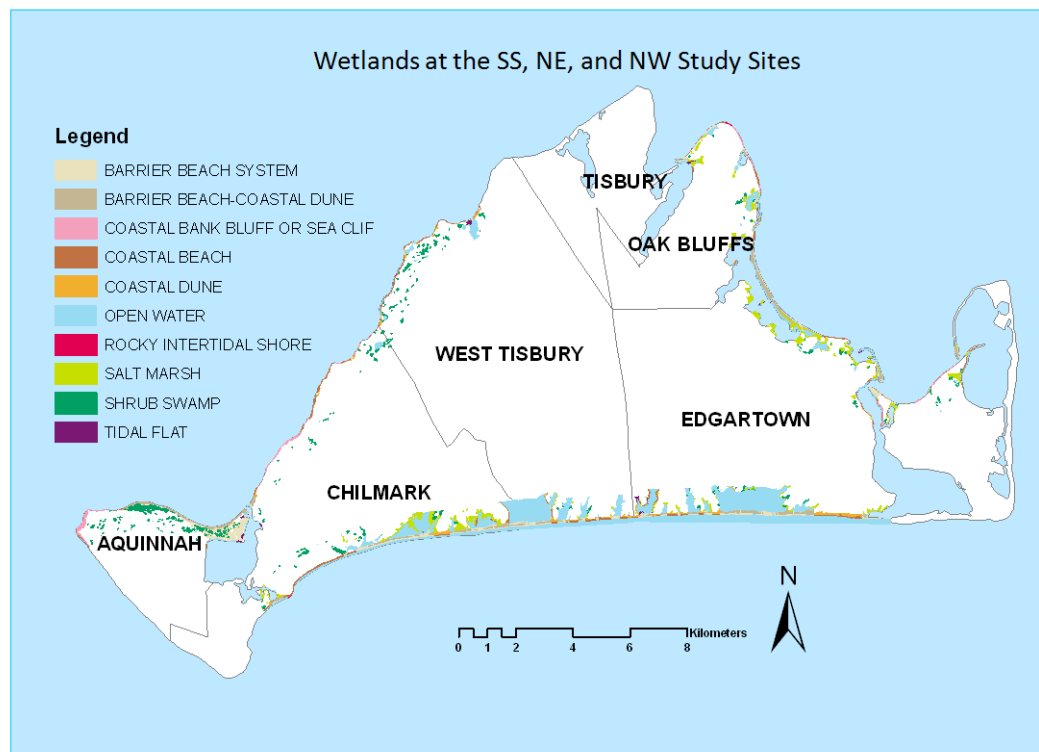 Wetlands at the SS, NE, and NW Study Sites
Legend
BARRIER BEACH SYSTEM
BARRIER BEACH-COASTAL DUNE
COASTAL BANK BLUFF OR SEA CLIF
COASTAL BEACH
COASTAL DUNE
OPEN WATER
ROCKY INTERTIDAL SHORE
SALT MARSH
SHRUB SWAMP
TIDAL FLAT
TISBURY
OAK BLUFFS
WEST TISBURY
EDGARTOWN
CHILMARK
AQUINNAH
N
Kilometers
0 1 2 4 6 8